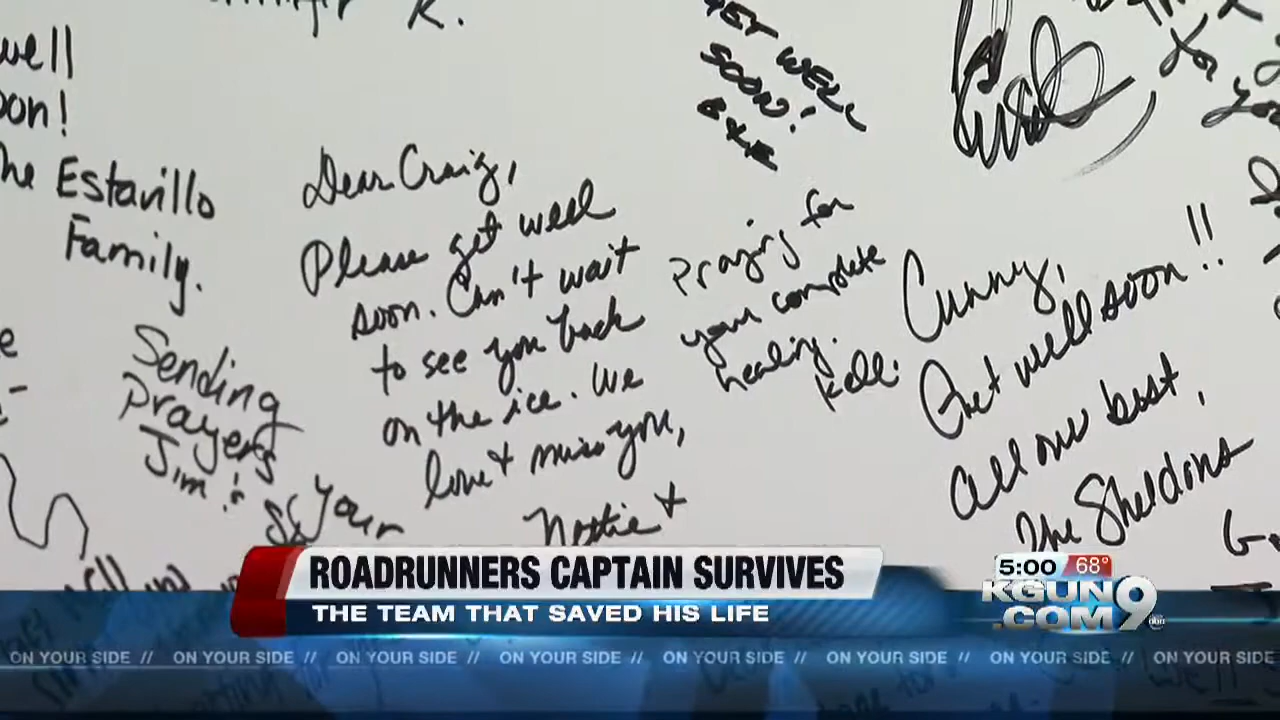 K.
well
oon!
he Estavillo
Family.
Sending
Prayers
Jim
Your
Dear Craig,
Please get well
soon. Can't wait
to see you back
on the ice. We
love + miss you,
GET WELL
SOON!
Praying for
your complete
healing.
Kelli
for
Cunny,
Get well soon!!
All our best,
The Sheldons
ROADRUNNERS CAPTAIN SURVIVES
THE TEAM THAT SAVED HIS LIFE
5:00 68°
KGUN9
.COM abc
ON YOUR SIDE // ON YOUR SIDE // ON YOUR SIDE // ON YOUR SIDE // ON YOUR SIDE // ON YOUR SIDE // ON YOUR SIDE // ON YOUR SIDE